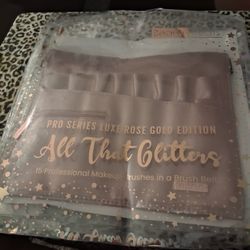 PRO SERIES LUXE ROSE GOLD EDITION
All That Glitters
15 Professional Makeup Brushes in a Brush Belt